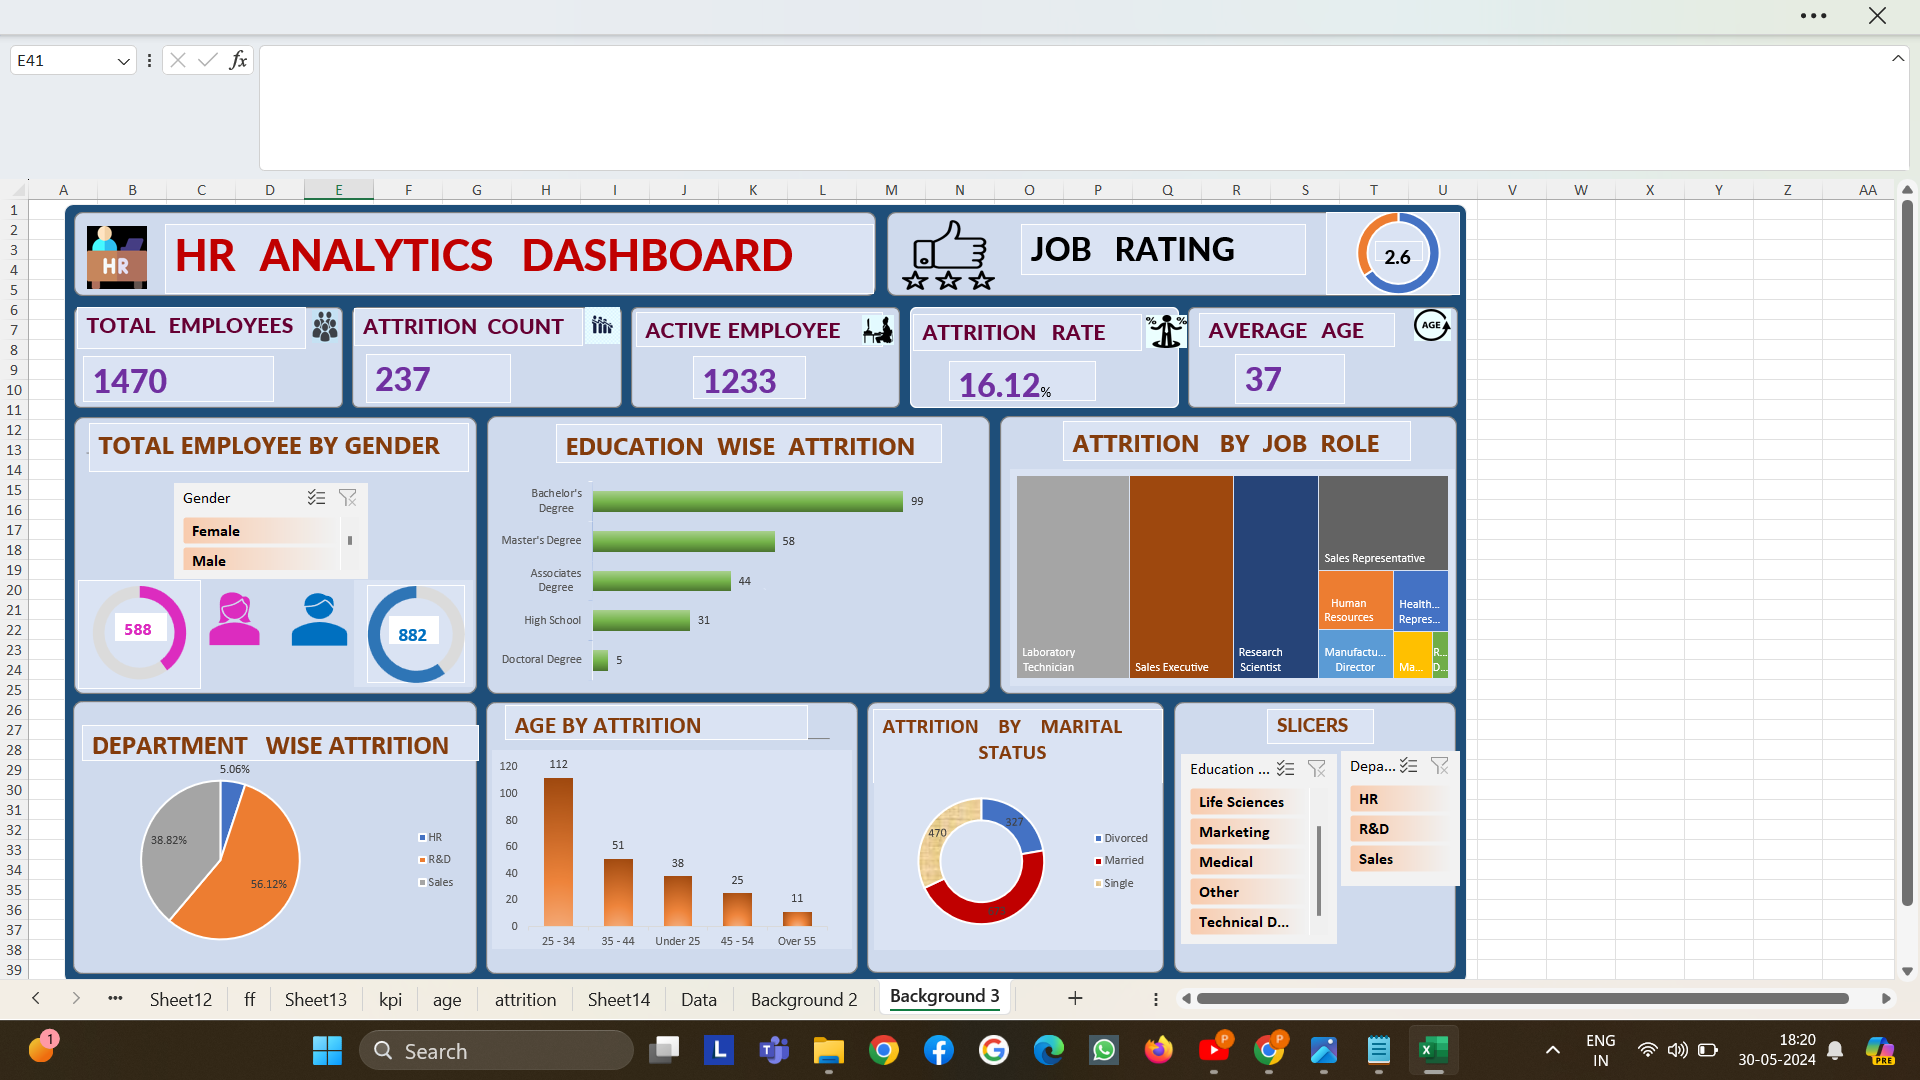 E41
fx
A B C D E F G H I J K L M N O P Q R S T U V W X Y Z AA
1
2
3
4
5
6
7
8
9
10
11
12
13
14
15
16
17
18
19
20
21
22
23
24
25
26
27
28
29
30
31
32
33
34
35
36
37
38
39
HR
HR ANALYTICS DASHBOARD
JOB RATING
2.6
TOTAL EMPLOYEES
1470
ATTRITION COUNT
237
ACTIVE EMPLOYEE
1233
ATTRITION RATE
% %
16.12%
AVERAGE AGE
AGE
37
TOTAL EMPLOYEE BY GENDER
Gender
Female
Male
588
882
EDUCATION WISE ATTRITION
Bachelor's
Degree
99
Master's Degree
58
Associates
Degree
44
High School
31
Doctoral Degree
5
ATTRITION BY JOB ROLE
Laboratory
Technician
Sales Executive
Research
Scientist
Sales Representative
Human
Resources
Health...
Repres...
Manufactu...
Director
Ma...
R...
D...
DEPARTMENT WISE ATTRITION
5.06%
38.82%
56.12%
HR
R&D
Sales
AGE BY ATTRITION
120
100
80
60
40
20
0
112
51
38
25
11
25 - 34
35 - 44
Under 25
45 - 54
Over 55
ATTRITION BY MARITAL
STATUS
327
470
Divorced
Married
Single
SLICERS
Education ...
Life Sciences
Marketing
Medical
Other
Technical D...
Depa...
HR
R&D
Sales
Sheet12 ff Sheet13 kpi age attrition Sheet14 Data Background 2 Background 3
1
Search
L
P
P
ENG
IN
18:20
30-05-2024
PRE